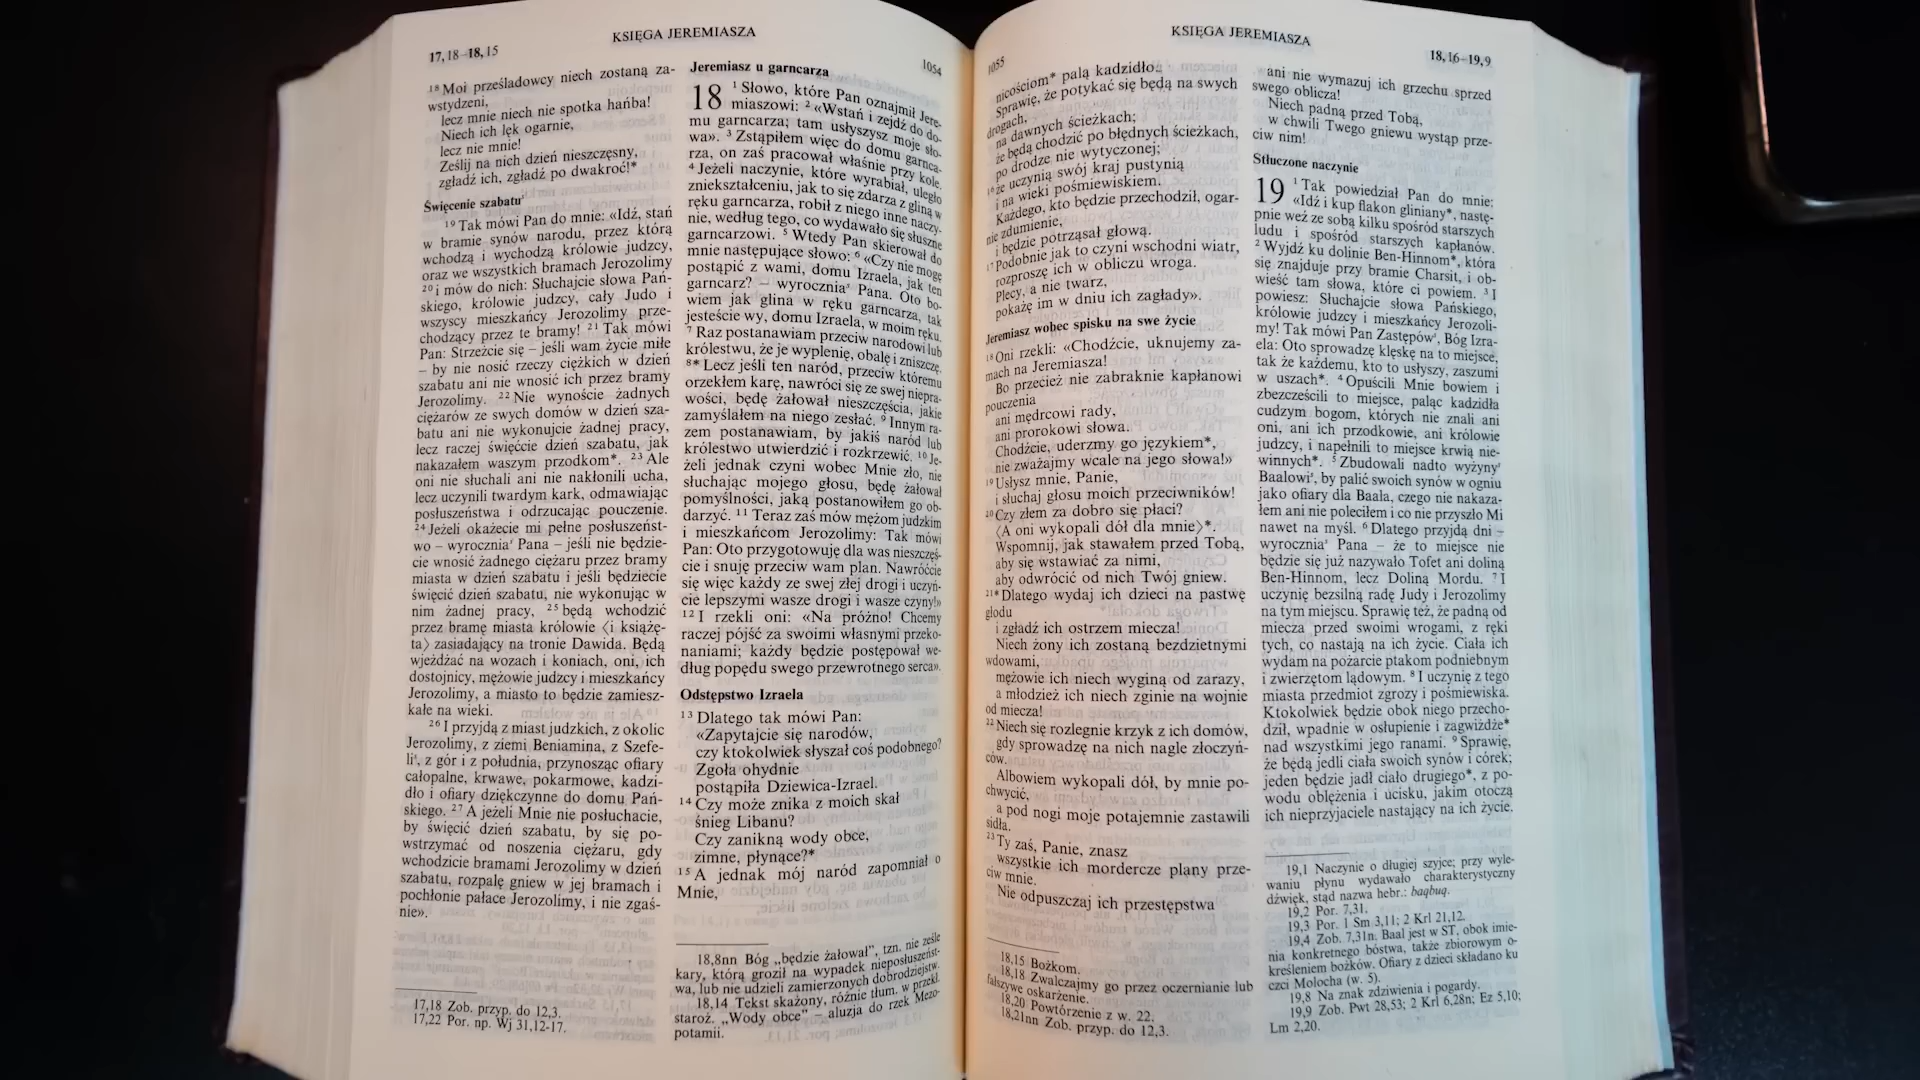 KSIĘGA JEREMIASZA
17,18–18,15
1054
¹⁸ Moi prześladowcy niech zostaną za-
wstydzeni,
lecz mnie niech nie spotka hańba!
Niech ich lęk ogarnie,
lecz nie mnie!
Ześlij na nich dzień nieszczęsny,
zgładź ich, zgładź po dwakroć!*
Święcenie szabatu'
¹⁹ Tak mówi Pan do mnie: «Idź, stań
w bramie synów narodu, przez którą
wchodzą i wychodzą królowie judzcy,
oraz we wszystkich bramach Jerozolimy
²⁰ i mów do nich: Słuchajcie słowa Pań-
skiego, królowie judzcy, cały Judo i
wszyscy mieszkańcy Jerozolimy prze-
chodzący przez te bramy! ²¹ Tak mówi
Pan: Strzeżcie się – jeśli wam życie miłe
– by nie nosić rzeczy ciężkich w dzień
szabatu ani nie wnosić ich przez bramy
Jerozolimy. ²² Nie wynoście żadnych
ciężarów ze swych domów w dzień sza-
batu ani nie wykonujcie żadnej pracy,
lecz raczej święćcie dzień szabatu, jak
nakazałem waszym przodkom*. ²³ Ale
oni nie słuchali ani nie nakłonili ucha,
lecz uczynili twardym kark, odmawiając
posłuszeństwa i odrzucając pouczenie.
²⁴ Jeżeli okażecie mi pełne posłuszeńst-
wo – wyrocznia' Pana – jeśli nie będzie-
cie wnosić żadnego ciężaru przez bramy
miasta w dzień szabatu i jeśli będziecie
święcić dzień szabatu, nie wykonując w
nim żadnej pracy, ²⁵ będą wchodzić
przez bramę miasta królowie ⟨i książę-
ta⟩ zasiadający na tronie Dawida. Będą
wjeżdżać na wozach i koniach, oni, ich
dostojnicy, mężowie judzcy i mieszkańcy
Jerozolimy, a miasto to będzie zamiesz-
kałe na wieki.
²⁶ I przyjdą z miast judzkich, z okolic
Jerozolimy, z ziemi Beniamina, z Szefe-
li', z gór i z południa, przynosząc ofiary
całopalne, krwawe, pokarmowe, kadzi-
dło i ofiary dziękczynne do domu Pań-
skiego. ²⁷ A jeżeli Mnie nie posłuchacie,
by święcić dzień szabatu, by się po-
wstrzymać od noszenia ciężaru, gdy
wchodzicie bramami Jerozolimy w dzień
szabatu, rozpalę gniew w jej bramach i
pochłonie pałace Jerozolimy, i nie zgaś-
nie».
17,18 Zob. przyp. do 12,3.
17,22 Por. np. Wj 31,12-17.
Jeremiasz u garncarza
18 ¹ Słowo, które Pan oznajmił Jere-
miaszowi: ² «Wstań i zejdź do do-
mu garncarza; tam usłyszysz moje sło-
wa». ³ Zstąpiłem więc do domu garnca-
rza, on zaś pracował właśnie przy kole.
⁴ Jeżeli naczynie, które wyrabiał, uległo
zniekształceniu, jak to się zdarza z gliną w
ręku garncarza, robił z niego inne naczy-
nie, według tego, co wydawało się słuszne
garncarzowi. ⁵ Wtedy Pan skierował do
mnie następujące słowo: ⁶ «Czy nie mogę
postąpić z wami, domu Izraela, jak ten
garncarz? – wyrocznia' Pana. Oto bo-
wiem jak glina w ręku garncarza, tak
jesteście wy, domu Izraela, w moim ręku.
⁷ Raz postanawiam przeciw narodowi lub
królestwu, że je wyplenię, obalę i zniszczę.
⁸* Lecz jeśli ten naród, przeciw któremu
orzekłem karę, nawróci się ze swej niepra-
wości, będę żałował nieszczęścia, jakie
zamyślałem na niego zesłać. ⁹ Innym ra-
zem postanawiam, by jakiś naród lub
królestwo utwierdzić i rozkrzewić. ¹⁰ Je-
żeli jednak czyni wobec Mnie zło, nie
słuchając mojego głosu, będę żałował
pomyślności, jaką postanowiłem go ob-
darzyć. ¹¹ Teraz zaś mów mężom judzkim
i mieszkańcom Jerozolimy: Tak mówi
Pan: Oto przygotowuję dla was nieszczęś-
cie i snuję przeciw wam plan. Nawróćcie
się więc każdy ze swej złej drogi i uczyń-
cie lepszymi wasze drogi i wasze czyny!»
¹² I rzekli oni: «Na próżno! Chcemy
raczej pójść za swoimi własnymi przeko-
naniami; każdy będzie postępował we-
dług popędu swego przewrotnego serca».
Odstępstwo Izraela
¹³ Dlatego tak mówi Pan:
«Zapytajcie się narodów,
czy ktokolwiek słyszał coś podobnego?
Zgoła ohydnie
postąpiła Dziewica-Izrael.
¹⁴ Czy może znika z moich skał
śnieg Libanu?
Czy zanikną wody obce,
zimne, płynące?*
¹⁵ A jednak mój naród zapomniał o
Mnie,
18,8nn Bóg „będzie żałował”, tzn. nie ześle
kary, którą groził na wypadek nieposłuszeńst-
wa, lub nie udzieli zamierzonych dobrodziejstw.
18,14 Tekst skażony, różnie tłum. w przekł.
staroż. „Wody obce” – aluzja do rzek Mezo-
potamii.
1055
KSIĘGA JEREMIASZA
18,16–19,9
nicościom* palą kadzidło.
Sprawię, że potykać się będą na swych
drogach,
na dawnych ścieżkach;
że będą chodzić po błędnych ścieżkach,
po drodze nie wytyczonej;
¹⁶ że uczynią swój kraj pustynią
i na wieki pośmiewiskiem.
Każdego, kto będzie przechodził, ogar-
nie zdumienie,
i będzie potrząsał głową.
¹⁷ Podobnie jak to czyni wschodni wiatr,
rozproszę ich w obliczu wroga.
Plecy, a nie twarz,
pokażę im w dniu ich zagłady».
Jeremiasz wobec spisku na swe życie
¹⁸ Oni rzekli: «Chodźcie, uknujemy za-
mach na Jeremiasza!
Bo przecież nie zabraknie kapłanowi
pouczenia
ani mędrcowi rady,
ani prorokowi słowa.
Chodźcie, uderzmy go językiem*,
nie zważajmy wcale na jego słowa!»
¹⁹ Usłysz mnie, Panie,
i słuchaj głosu moich przeciwników!
²⁰ Czy złem za dobro się płaci?
⟨A oni wykopali dół dla mnie⟩*.
Wspomnij, jak stawałem przed Tobą,
aby się wstawiać za nimi,
aby odwrócić od nich Twój gniew.
²¹* Dlatego wydaj ich dzieci na pastwę
głodu
i zgładź ich ostrzem miecza!
Niech żony ich zostaną bezdzietnymi
wdowami,
mężowie ich niech wyginą od zarazy,
a młodzież ich niech zginie na wojnie
od miecza!
²² Niech się rozlegnie krzyk z ich domów,
gdy sprowadzę na nich nagle złoczyń-
ców.
Albowiem wykopali dół, by mnie po-
chwycić,
a pod nogi moje potajemnie zastawili
sidła.
²³ Ty zaś, Panie, znasz
wszystkie ich mordercze plany prze-
ciw mnie.
Nie odpuszczaj ich przestępstwa
18,15 Bożkom.
18,18 Zwalczajmy go przez oczernianie lub
fałszywe oskarżenie.
18,20 Powtórzenie z w. 22.
18,21nn Zob. przyp. do 12,3.
ani nie wymazuj ich grzechu sprzed
swego oblicza!
Niech padną przed Tobą,
w chwili Twego gniewu wystąp prze-
ciw nim!
Stłuczone naczynie
19 ¹ Tak powiedział Pan do mnie:
«Idź i kup flakon gliniany*, nastę-
pnie weź ze sobą kilku spośród starszych
ludu i spośród starszych kapłanów.
² Wyjdź ku dolinie Ben-Hinnom*, która
się znajduje przy bramie Charsit, i ob-
wieść tam słowa, które ci powiem. ³ I
powiesz: Słuchajcie słowa Pańskiego,
królowie judzcy i mieszkańcy Jerozoli-
my! Tak mówi Pan Zastępów', Bóg Izra-
ela: Oto sprowadzę klęskę na to miejsce,
tak że każdemu, kto to usłyszy, zaszumi
w uszach*. ⁴ Opuścili Mnie bowiem i
zbezcześcili to miejsce, paląc kadzidła
cudzym bogom, których nie znali ani
oni, ani ich przodkowie, ani królowie
judzcy, i napełnili to miejsce krwią nie-
winnych*. ⁵ Zbudowali nadto wyżyny'
Baalowi', by palić swoich synów w ogniu
jako ofiary dla Baala, czego nie nakaza-
łem ani nie poleciłem i co nie przyszło Mi
nawet na myśl. ⁶ Dlatego przyjdą dni –
wyrocznia' Pana – że to miejsce nie
będzie się już nazywało Tofet ani doliną
Ben-Hinnom, lecz Doliną Mordu. ⁷ I
uczynię bezsilną radę Judy i Jerozolimy
na tym miejscu. Sprawię też, że padną od
miecza przed swoimi wrogami, z ręki
tych, co nastają na ich życie. Ciała ich
wydam na pożarcie ptakom podniebnym
i zwierzętom lądowym. ⁸ I uczynię z tego
miasta przedmiot zgrozy i pośmiewiska.
Ktokolwiek będzie obok niego przecho-
dził, wpadnie w osłupienie i zagwiżdże*
nad wszystkimi jego ranami. ⁹ Sprawię,
że będą jedli ciała swoich synów i córek;
jeden będzie jadł ciało drugiego*, z po-
wodu oblężenia i ucisku, jakim otoczą
ich nieprzyjaciele nastający na ich życie.
19,1 Naczynie o długiej szyjce; przy wyle-
waniu płynu wydawało charakterystyczny
dźwięk, stąd nazwa hebr.: baqbuq.
19,2 Por. 7,31.
19,3 Por. 1 Sm 3,11; 2 Krl 21,12.
19,4 Zob. 7,31n. Baal jest w ST, obok imie-
nia konkretnego bóstwa, także zbiorowym o-
kreśleniem bożków. Ofiary z dzieci składano ku
czci Molocha (w. 5).
19,8 Na znak zdziwienia i pogardy.
19,9 Zob. Pwt 28,53; 2 Krl 6,28n; Ez 5,10;
Lm 2,20.